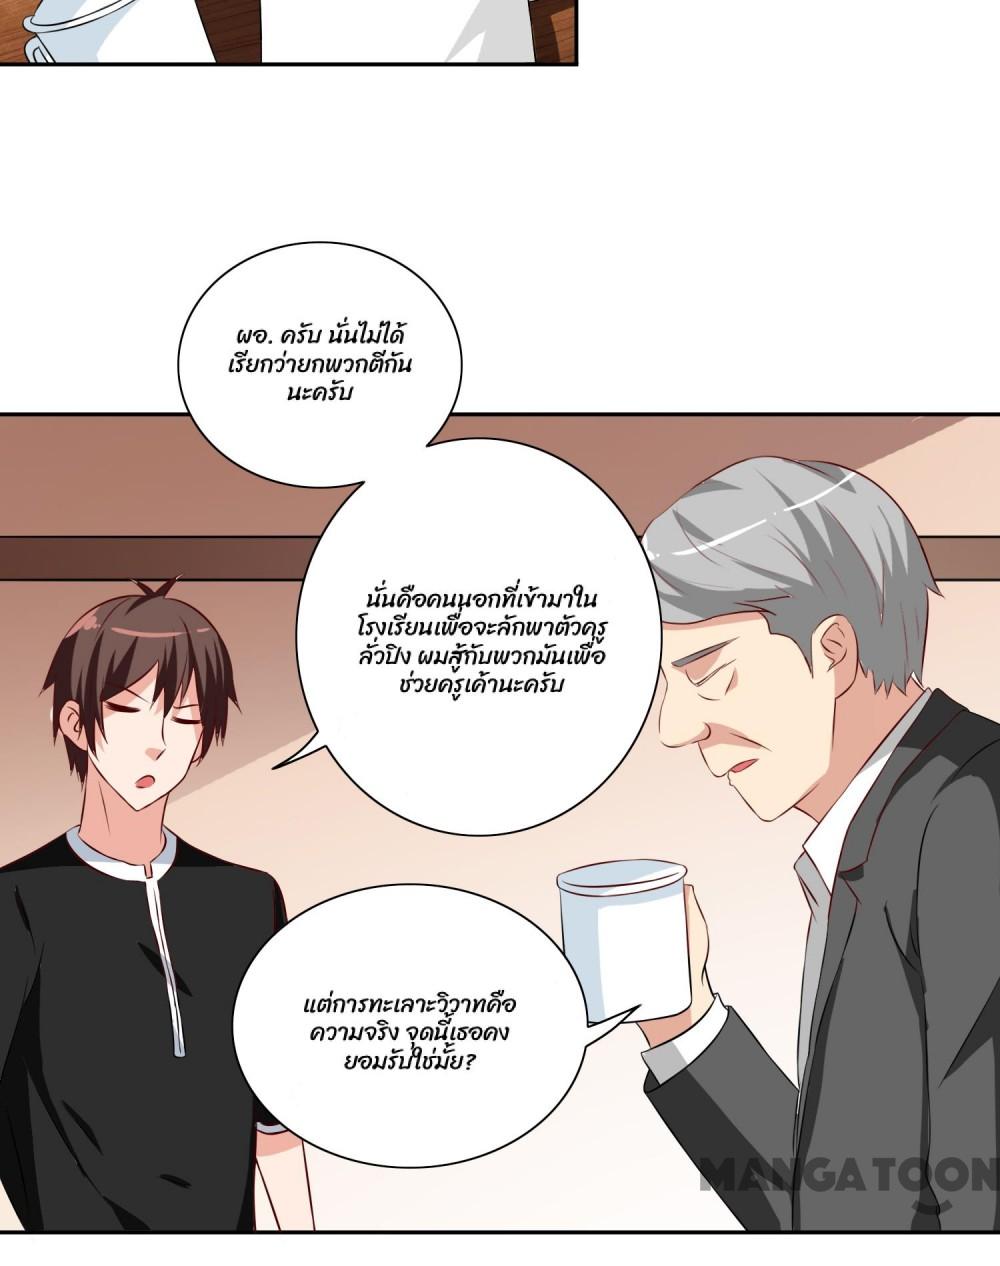 ผอ. ครับ นั่นไม่ได้
เรียกว่ายกพวกตีกัน
นะครับ
นั่นคือคนนอกที่เข้ามาใน
โรงเรียนเพื่อจะลักพาตัวครู
ลั่วปิง ผมสู้กับพวกมันเพื่อ
ช่วยครูเค้านะครับ
แต่การทะเลาะวิวาทคือ
ความจริง จุดนี้เธอคง
ยอมรับใช่มั้ย?
MANGATOON